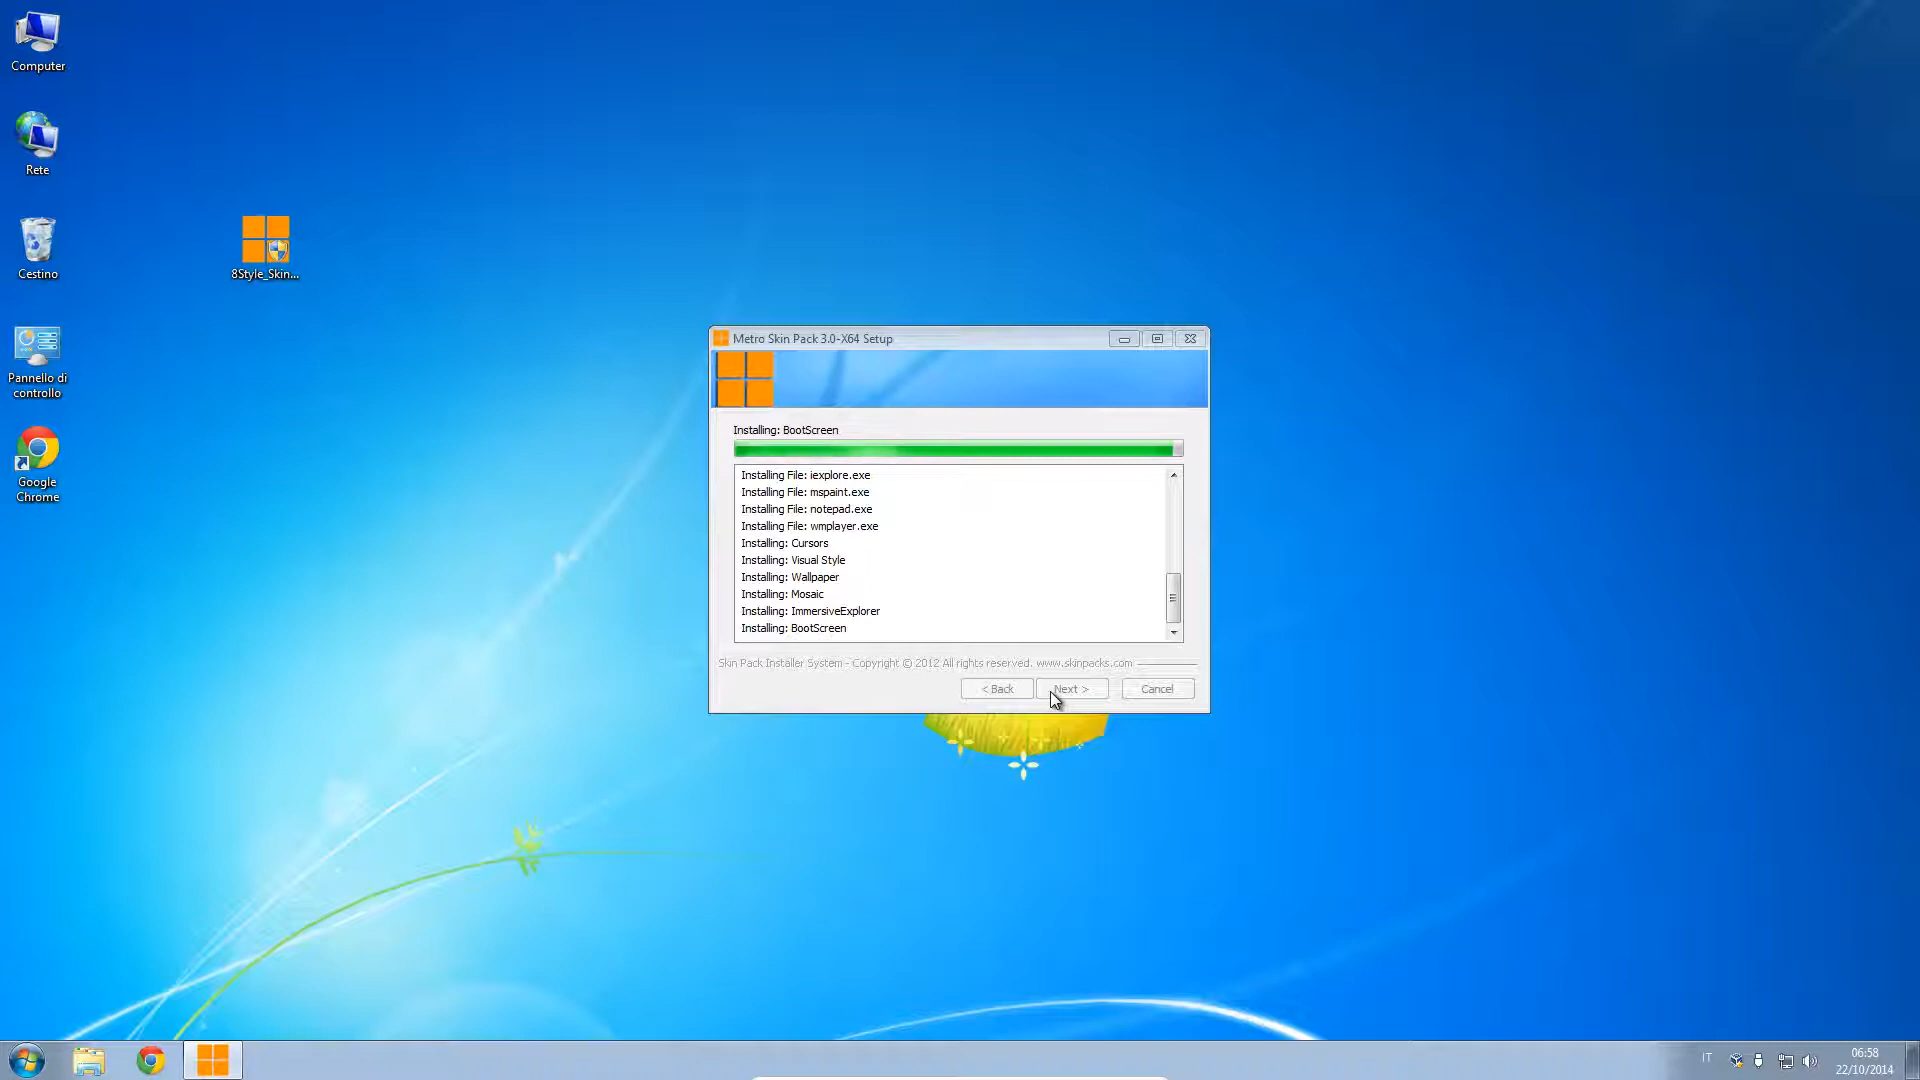 Computer
Rete
Cestino
Pannello di
controllo
Google
Chrome
8Style_Skin...
Metro Skin Pack 3.0-X64 Setup
Installing: BootScreen
Installing File: iexplore.exe
Installing File: mspaint.exe
Installing File: notepad.exe
Installing File: wmplayer.exe
Installing: Cursors
Installing: Visual Style
Installing: Wallpaper
Installing: Mosaic
Installing: ImmersiveExplorer
Installing: BootScreen
Skin Pack Installer System - Copyright © 2012 All rights reserved. www.skinpacks.com
< Back
Next >
Cancel
IT
06:58
22/10/2014